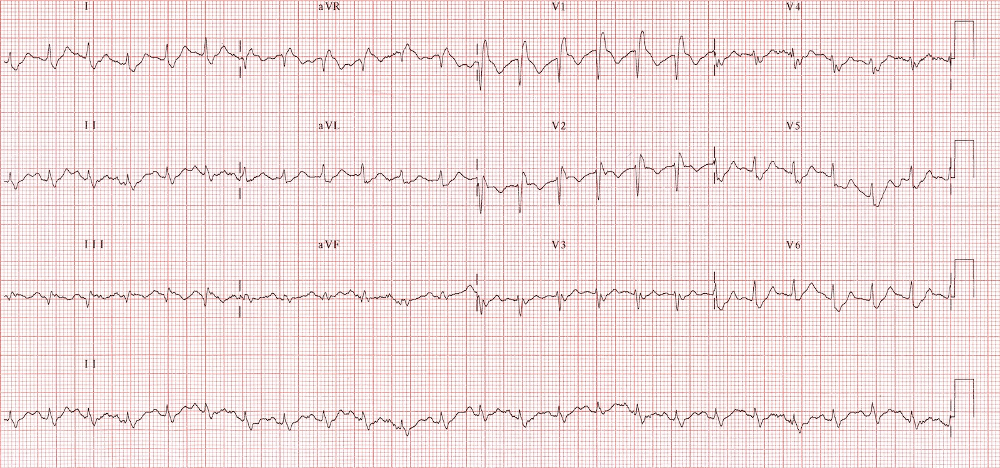 I aVR V1 V4
II aVL V2 V5
III aVF V3 V6
II